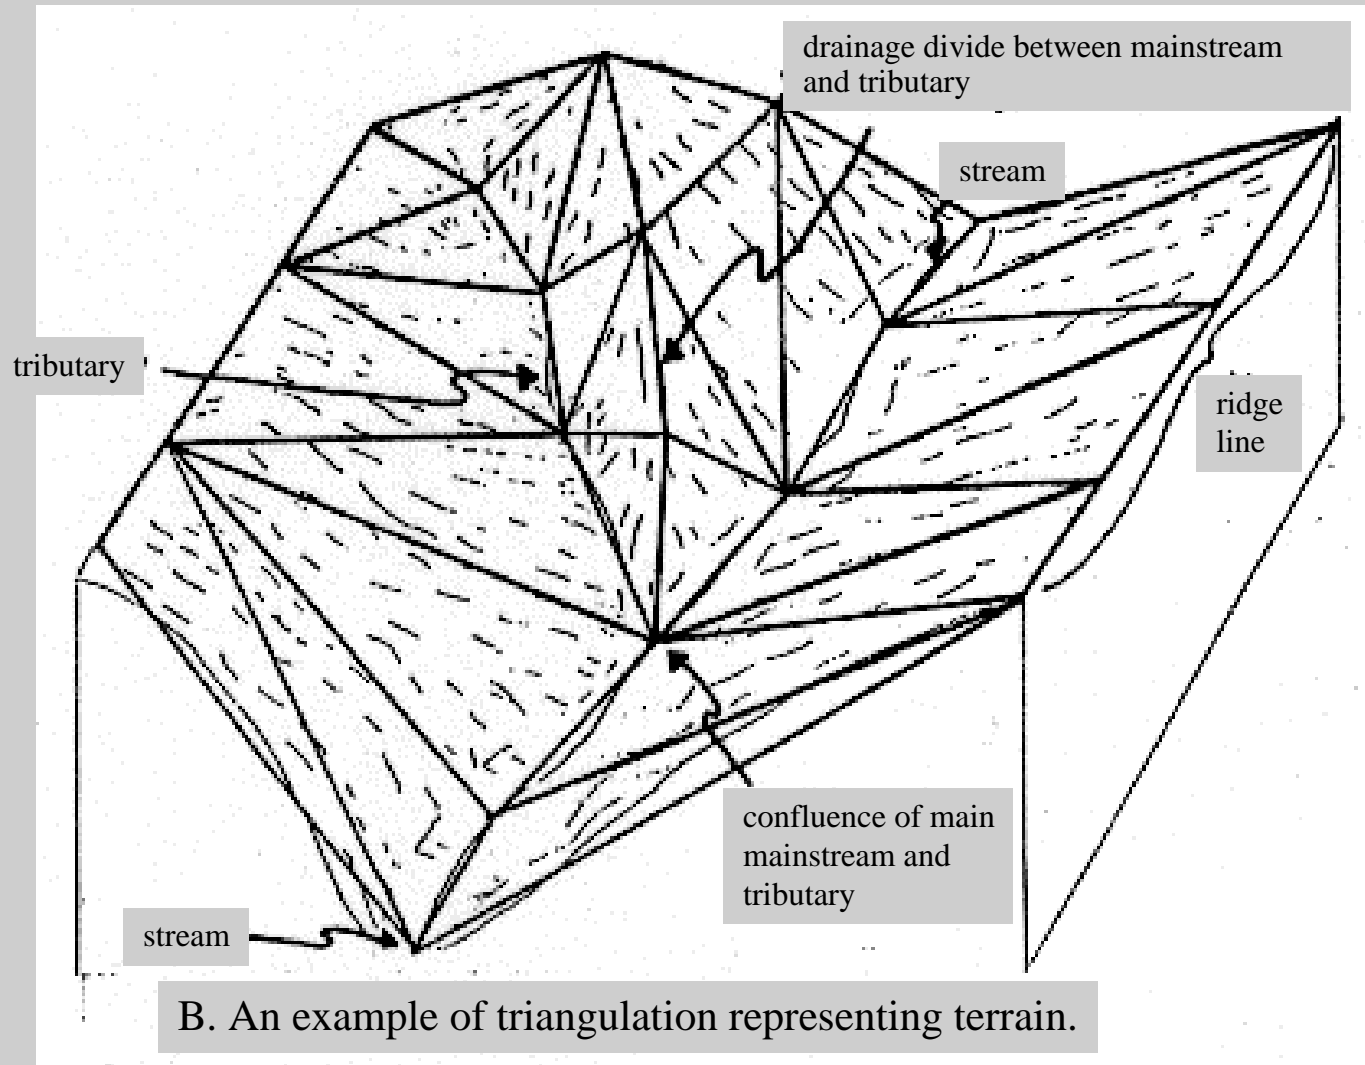 drainage divide between mainstream
and tributary
stream
tributary
ridge
line
confluence of main
mainstream and
tributary
stream
B. An example of triangulation representing terrain.